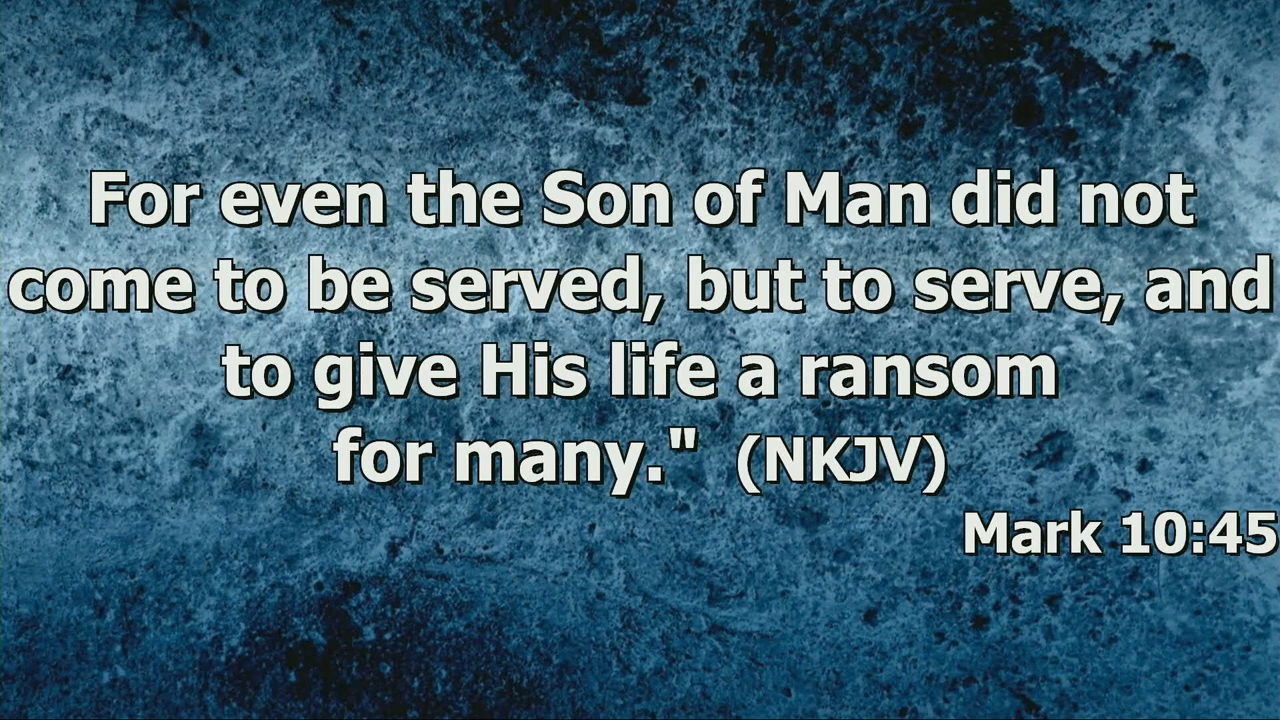 For even the Son of Man did not
come to be served, but to serve, and
to give His life a ransom
for many." (NKJV)
Mark 10:45